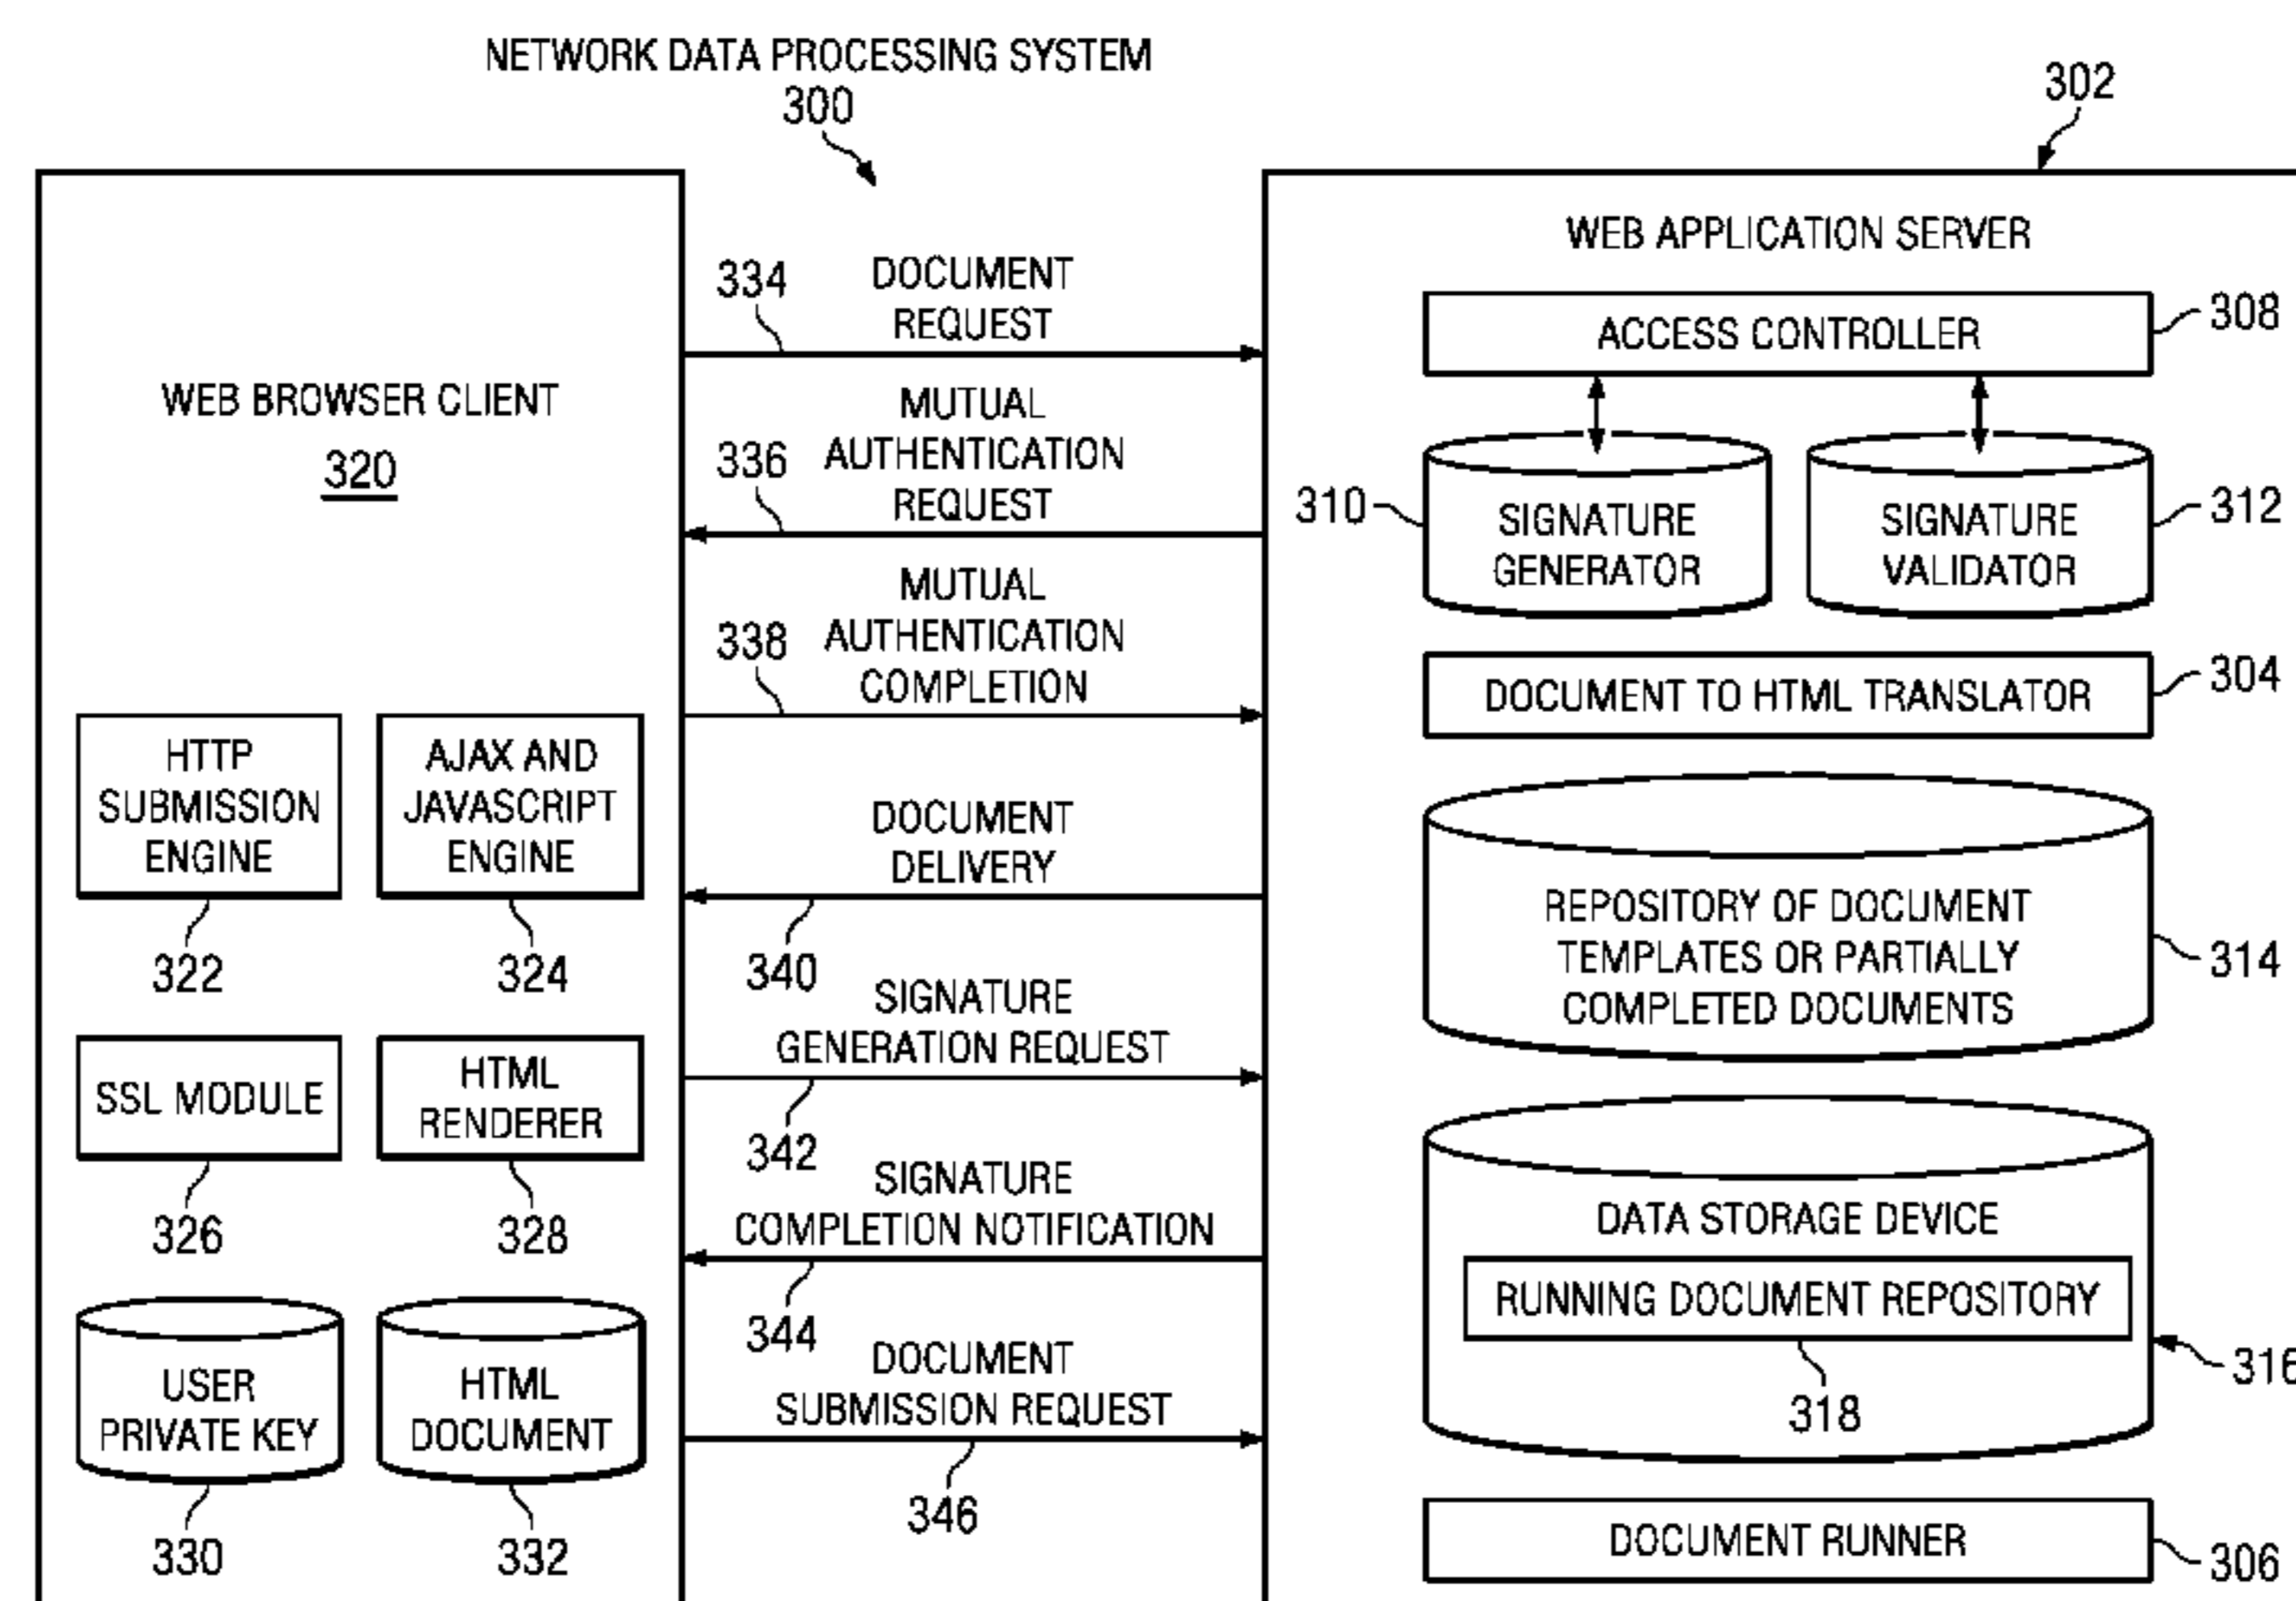 NETWORK DATA PROCESSING SYSTEM
300
302
WEB BROWSER CLIENT
320
HTTP
SUBMISSION
ENGINE
322
AJAX AND
JAVASCRIPT
ENGINE
324
SSL MODULE
326
HTML
RENDERER
328
USER
PRIVATE KEY
330
HTML
DOCUMENT
332
DOCUMENT
REQUEST
334
MUTUAL
AUTHENTICATION
REQUEST
336
MUTUAL
AUTHENTICATION
COMPLETION
338
DOCUMENT
DELIVERY
340
SIGNATURE
GENERATION REQUEST
342
SIGNATURE
COMPLETION NOTIFICATION
344
DOCUMENT
SUBMISSION REQUEST
346
WEB APPLICATION SERVER
ACCESS CONTROLLER
308
310
SIGNATURE
GENERATOR
SIGNATURE
VALIDATOR
312
DOCUMENT TO HTML TRANSLATOR
304
REPOSITORY OF DOCUMENT
TEMPLATES OR PARTIALLY
COMPLETED DOCUMENTS
314
DATA STORAGE DEVICE
RUNNING DOCUMENT REPOSITORY
318
316
DOCUMENT RUNNER
306